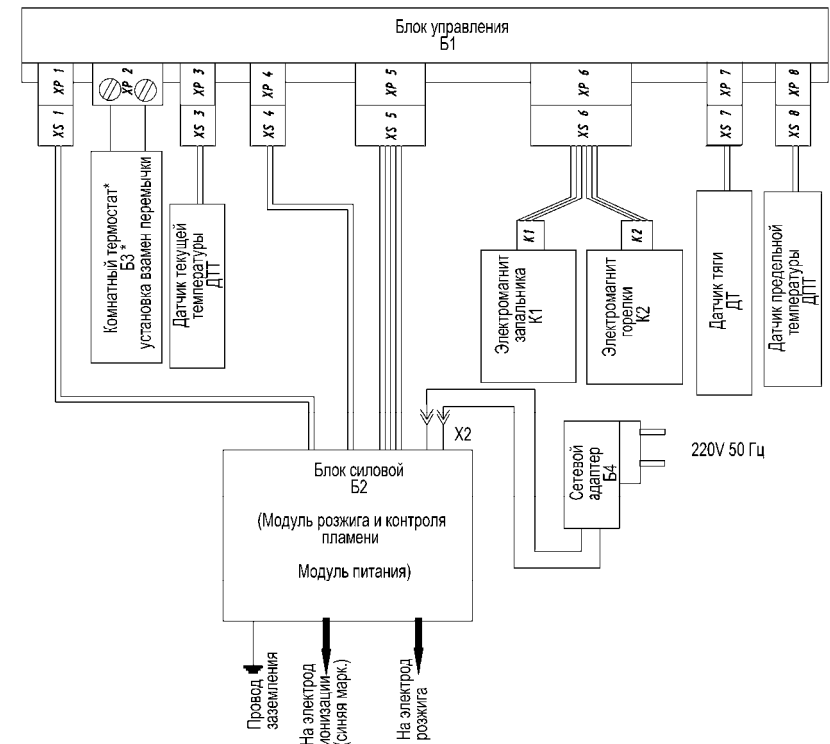 Блок управления
Б1
XP 1
XP 2
XP 3
XP 4
XP 5
XP 6
XP 7
XP 8
XS 1
XS 3
XS 4
XS 5
XS 6
XS 7
XS 8
Комнатный термостат*
Б3 *
установка взамен перемычки
Датчик текущей
температуры
ДТТ
К1
Электромагнит
запальника
К1
К2
Электромагнит
горелки
К2
Датчик тяги
ДТ
Датчик предельной
температуры
ДПТ
X2
Сетевой
адаптер
Б4
220V 50 Гц
Блок силовой
Б2
(Модуль розжига и контроля
пламени
Модуль питания)
Провод
заземления
На электрод
ионизации
(синяя марк.)
На электрод
розжига